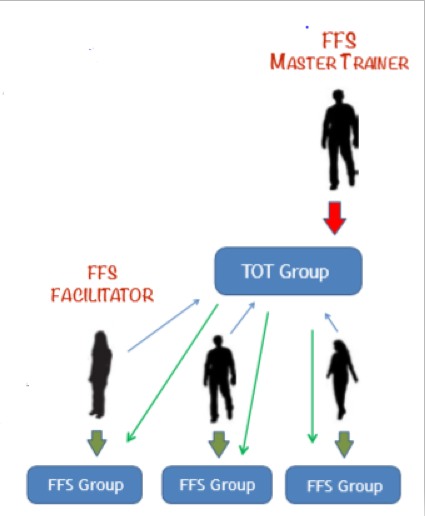 FFS
MASTER TRAINER
TOT Group
FFS
FACILITATOR
FFS Group
FFS Group
FFS Group